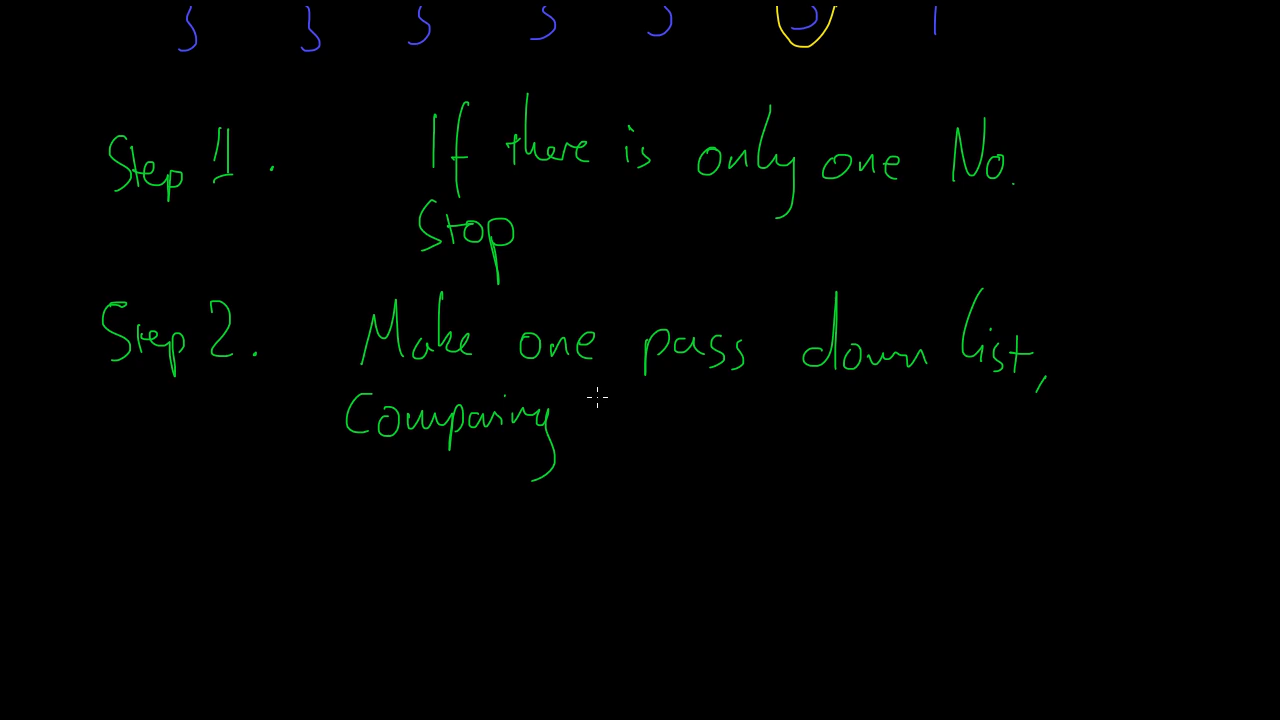 Step 1. If there is only one No.
Stop
Step 2. Make one pass down list,
Comparing